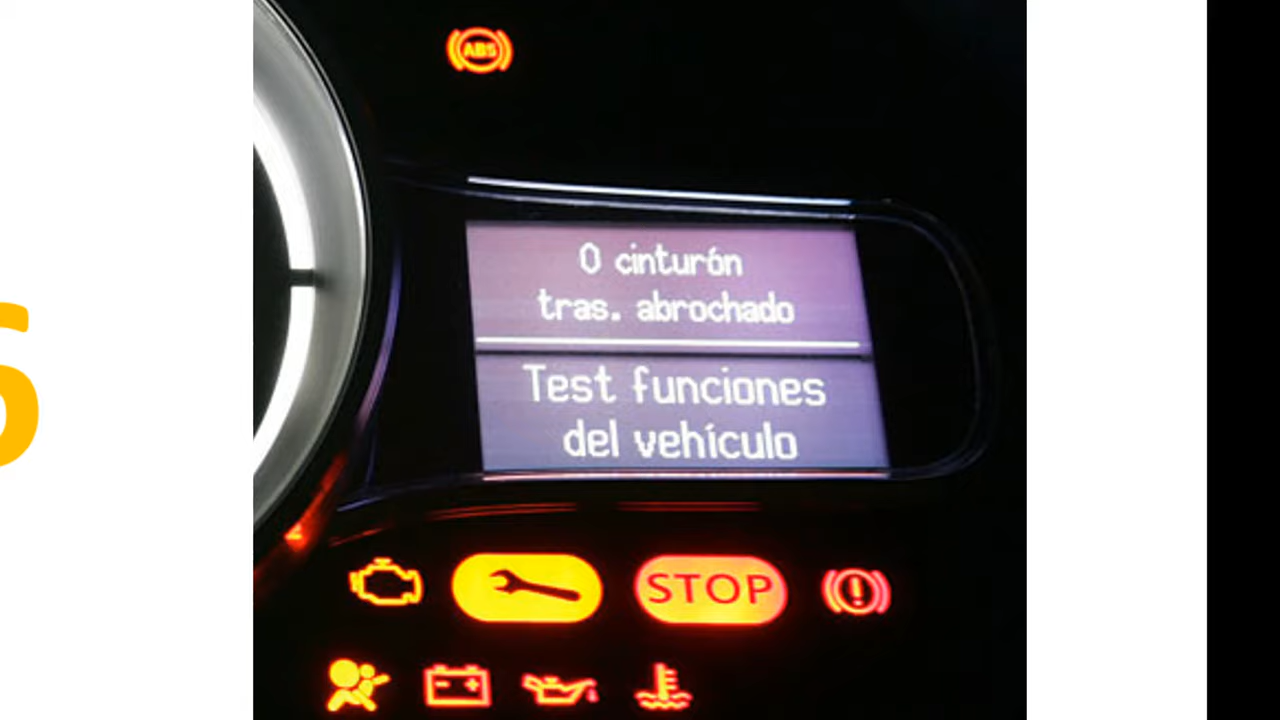 ABS
0 cinturón
tras. abrochado
Test funciones
del vehículo
STOP